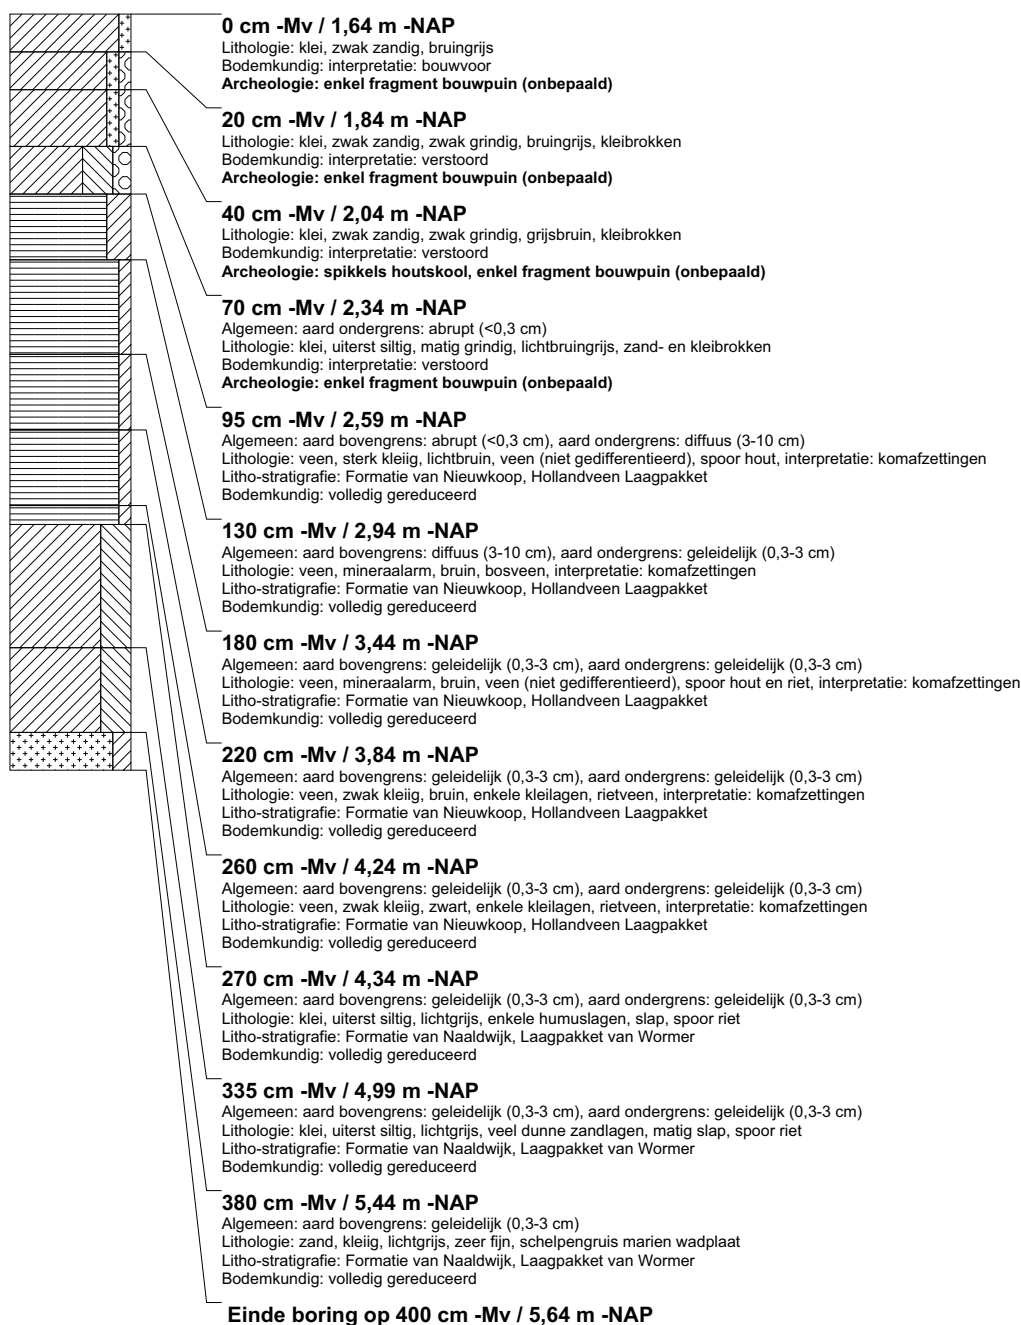 0 cm -Mv / 1,64 m -NAP
Lithologie: klei, zwak zandig, bruingrijs
Bodemkundig: interpretatie: bouwvoor
Archeologie: enkel fragment bouwpuin (onbepaald)
20 cm -Mv / 1,84 m -NAP
Lithologie: klei, zwak zandig, zwak grindig, bruingrijs, kleibrokken
Bodemkundig: interpretatie: verstoord
Archeologie: enkel fragment bouwpuin (onbepaald)
40 cm -Mv / 2,04 m -NAP
Lithologie: klei, zwak zandig, zwak grindig, grijsbruin, kleibrokken
Bodemkundig: interpretatie: verstoord
Archeologie: spikkels houtskool, enkel fragment bouwpuin (onbepaald)
70 cm -Mv / 2,34 m -NAP
Algemeen: aard ondergrens: abrupt (<0,3 cm)
Lithologie: klei, uiterst siltig, matig grindig, lichtbruingrijs, zand- en kleibrokken
Bodemkundig: interpretatie: verstoord
Archeologie: enkel fragment bouwpuin (onbepaald)
95 cm -Mv / 2,59 m -NAP
Algemeen: aard bovengrens: abrupt (<0,3 cm), aard ondergrens: diffuus (3-10 cm)
Lithologie: veen, sterk kleiig, lichtbruin, veen (niet gedifferentieerd), spoor hout, interpretatie: komafzettingen
Litho-stratigrafie: Formatie van Nieuwkoop, Hollandveen Laagpakket
Bodemkundig: volledig gereduceerd
130 cm -Mv / 2,94 m -NAP
Algemeen: aard bovengrens: diffuus (3-10 cm), aard ondergrens: geleidelijk (0,3-3 cm)
Lithologie: veen, mineraalarm, bruin, bosveen, interpretatie: komafzettingen
Litho-stratigrafie: Formatie van Nieuwkoop, Hollandveen Laagpakket
Bodemkundig: volledig gereduceerd
180 cm -Mv / 3,44 m -NAP
Algemeen: aard bovengrens: geleidelijk (0,3-3 cm), aard ondergrens: geleidelijk (0,3-3 cm)
Lithologie: veen, mineraalarm, bruin, veen (niet gedifferentieerd), spoor hout en riet, interpretatie: komafzettingen
Litho-stratigrafie: Formatie van Nieuwkoop, Hollandveen Laagpakket
Bodemkundig: volledig gereduceerd
220 cm -Mv / 3,84 m -NAP
Algemeen: aard bovengrens: geleidelijk (0,3-3 cm), aard ondergrens: geleidelijk (0,3-3 cm)
Lithologie: veen, zwak kleiig, bruin, enkele kleilagen, rietveen, interpretatie: komafzettingen
Litho-stratigrafie: Formatie van Nieuwkoop, Hollandveen Laagpakket
Bodemkundig: volledig gereduceerd
260 cm -Mv / 4,24 m -NAP
Algemeen: aard bovengrens: geleidelijk (0,3-3 cm), aard ondergrens: geleidelijk (0,3-3 cm)
Lithologie: veen, zwak kleiig, zwart, enkele kleilagen, rietveen, interpretatie: komafzettingen
Litho-stratigrafie: Formatie van Nieuwkoop, Hollandveen Laagpakket
Bodemkundig: volledig gereduceerd
270 cm -Mv / 4,34 m -NAP
Algemeen: aard bovengrens: geleidelijk (0,3-3 cm), aard ondergrens: geleidelijk (0,3-3 cm)
Lithologie: klei, uiterst siltig, lichtgrijs, enkele humuslagen, slap, spoor riet
Litho-stratigrafie: Formatie van Naaldwijk, Laagpakket van Wormer
Bodemkundig: volledig gereduceerd
335 cm -Mv / 4,99 m -NAP
Algemeen: aard bovengrens: geleidelijk (0,3-3 cm), aard ondergrens: geleidelijk (0,3-3 cm)
Lithologie: klei, uiterst siltig, lichtgrijs, veel dunne zandlagen, matig slap, spoor riet
Litho-stratigrafie: Formatie van Naaldwijk, Laagpakket van Wormer
Bodemkundig: volledig gereduceerd
380 cm -Mv / 5,44 m -NAP
Algemeen: aard bovengrens: geleidelijk (0,3-3 cm)
Lithologie: zand, kleiig, lichtgrijs, zeer fijn, schelpengruis marien wadplaat
Litho-stratigrafie: Formatie van Naaldwijk, Laagpakket van Wormer
Bodemkundig: volledig gereduceerd
Einde boring op 400 cm -Mv / 5,64 m -NAP